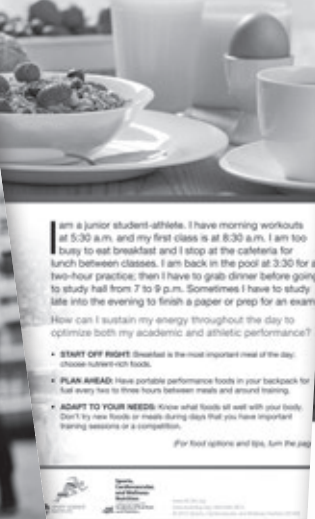 I am a junior student-athlete. I have morning workouts
at 5:30 a.m. and my first class is at 8:30 a.m. I am too
busy to eat breakfast and I stop at the cafeteria for
lunch between classes. I am back in the pool at 3:30 for a
two-hour practice; then I have to grab dinner before going
to study hall from 7 to 9 p.m. Sometimes I have to study
late into the evening to finish a paper or prep for an exam
How can I sustain my energy throughout the day to
optimize both my academic and athletic performance?
• START OFF RIGHT: Breakfast is the most important meal of the day;
choose nutrient-rich foods.
• PLAN AHEAD: Have portable performance foods in your backpack for
fuel every two to three hours between meals and around training.
• ADAPT TO YOUR NEEDS: Know what foods sit well with your body.
Don't try new foods or meals during days that you have important
training sessions or a competition.
(For food options and tips, turn the pag
Sports,
Cardiovascular,
and Wellness
Nutrition